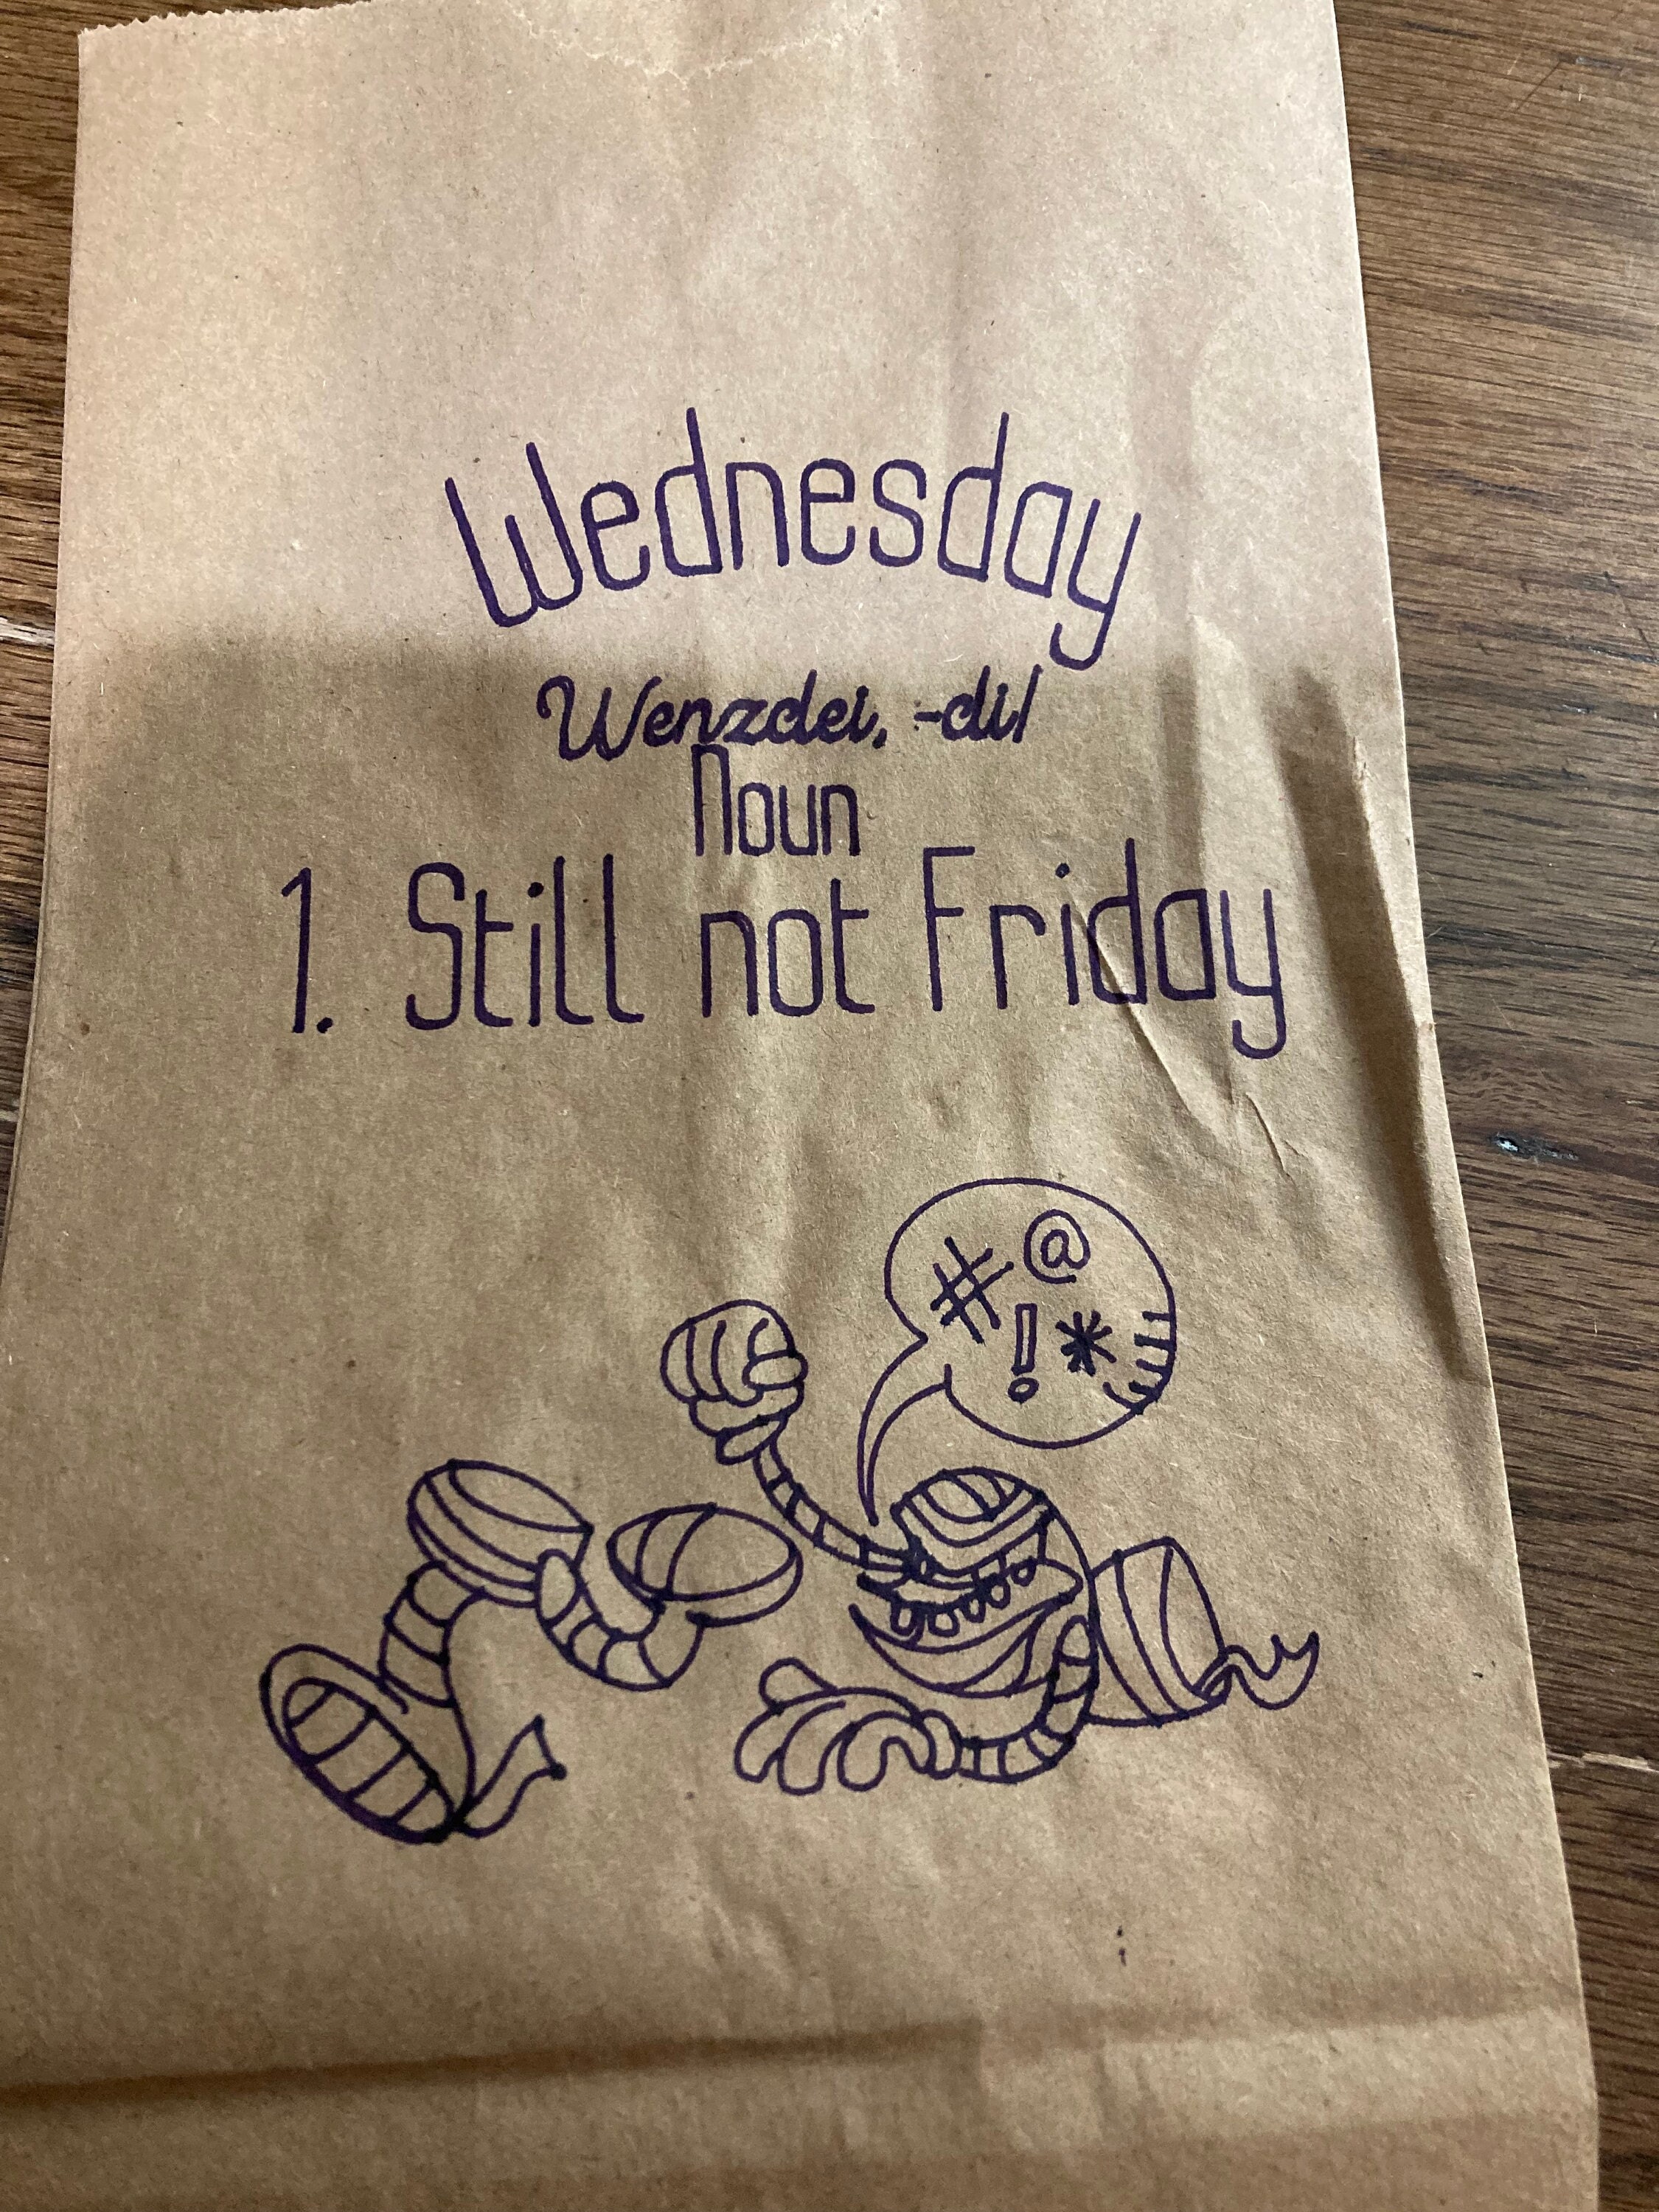 Wednesday
Wenzdei, -di/
Noun
1. Still not Friday
# @
! *